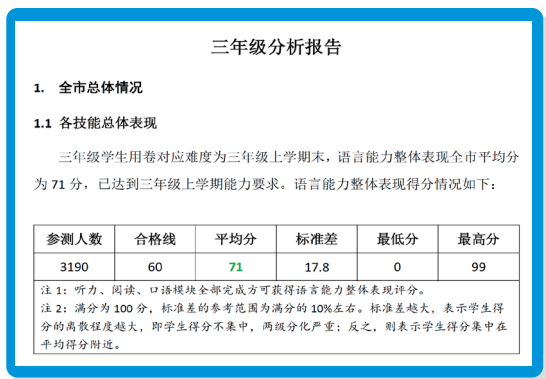 三年级分析报告
1. 全市总体情况
1.1 各技能总体表现
三年级学生用卷对应难度为三年级上学期末，语言能力整体表现全市平均分
为 71 分，已达到三年级上学期能力要求。语言能力整体表现得分情况如下：
参测人数 合格线 平均分 标准差 最低分 最高分
3190 60 71 17.8 0 99
注 1：听力、阅读、口语模块全部完成方可获得语言能力整体表现评分。
注 2：满分为 100 分，标准差的参考范围为满分的 10%左右。标准差越大，表示学生得
分的离散程度越大，即学生得分不集中，两级分化严重；反之，则表示学生得分集中在
平均得分附近。